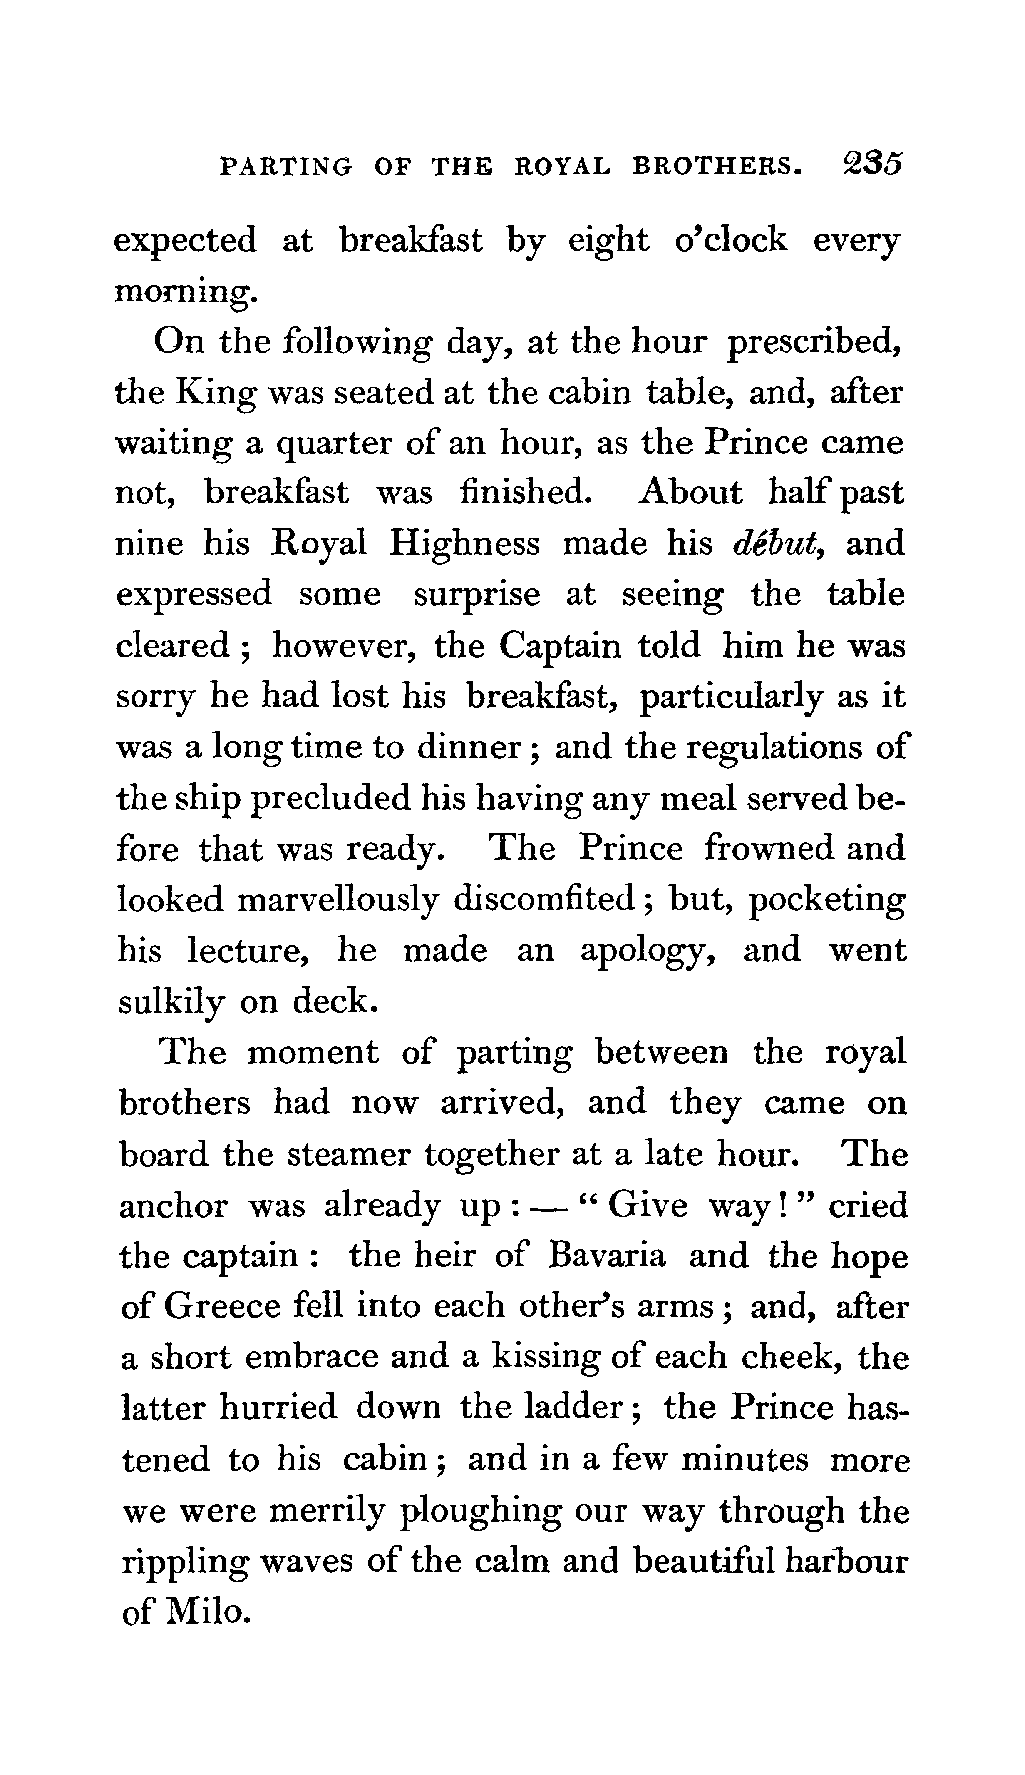 PARTING OF THE ROYAL BROTHERS. 235
expected at breakfast by eight o'clock every
morning.
On the following day, at the hour prescribed,
the King was seated at the cabin table, and, after
waiting a quarter of an hour, as the Prince came
not, breakfast was finished. About half past
nine his Royal Highness made his début, and
expressed some surprise at seeing the table
cleared ; however, the Captain told him he was
sorry he had lost his breakfast, particularly as it
was a long time to dinner ; and the regulations of
the ship precluded his having any meal served be-
fore that was ready. The Prince frowned and
looked marvellously discomfited ; but, pocketing
his lecture, he made an apology, and went
sulkily on deck.
The moment of parting between the royal
brothers had now arrived, and they came on
board the steamer together at a late hour. The
anchor was already up : — “ Give way ! ” cried
the captain : the heir of Bavaria and the hope
of Greece fell into each other's arms ; and, after
a short embrace and a kissing of each cheek, the
latter hurried down the ladder ; the Prince has-
tened to his cabin ; and in a few minutes more
we were merrily ploughing our way through the
rippling waves of the calm and beautiful harbour
of Milo.